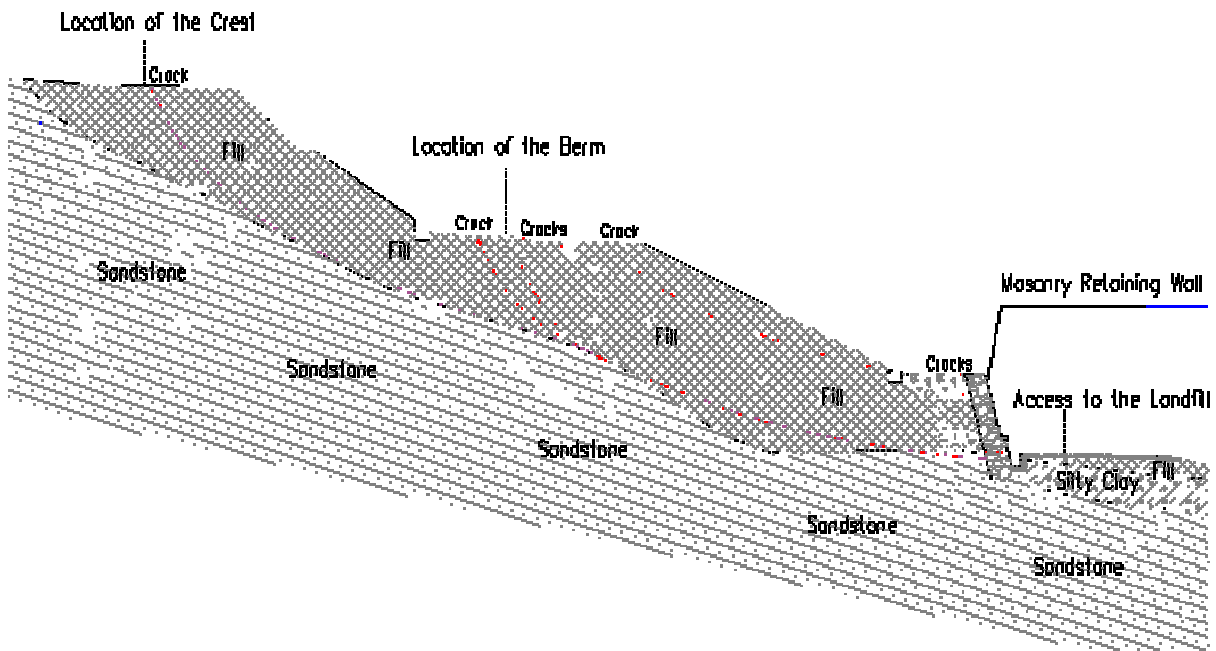 Location of the Crest
Crack
Fill
Location of the Berm
Crack
Cracks
Crack
Fill
Sandstone
Masonry Retaining Wall
Fill
Sandstone
Cracks
Fill
Access to the Landfill
Sandstone
Fill
Silty Clay
Sandstone
Sandstone